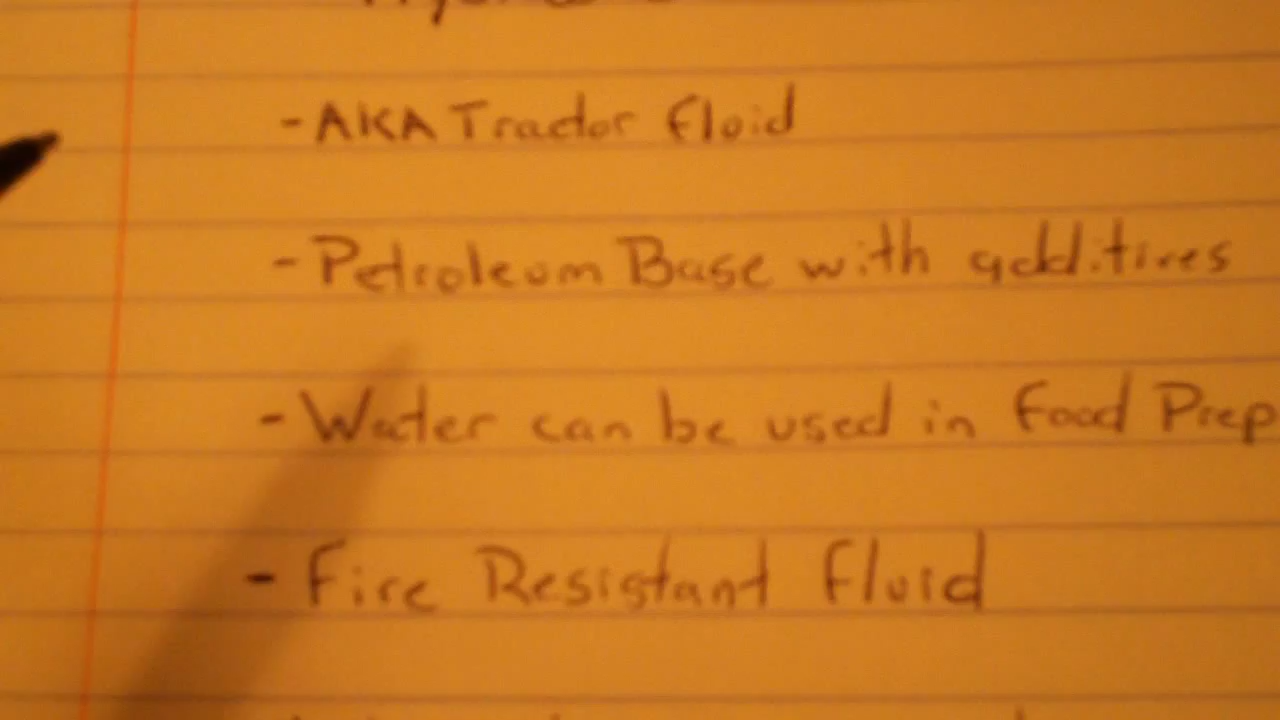 - AKA Tractor Fluid
- Petroleum Base with additives
- Water can be used in Food Prep
- Fire Resistant Fluid